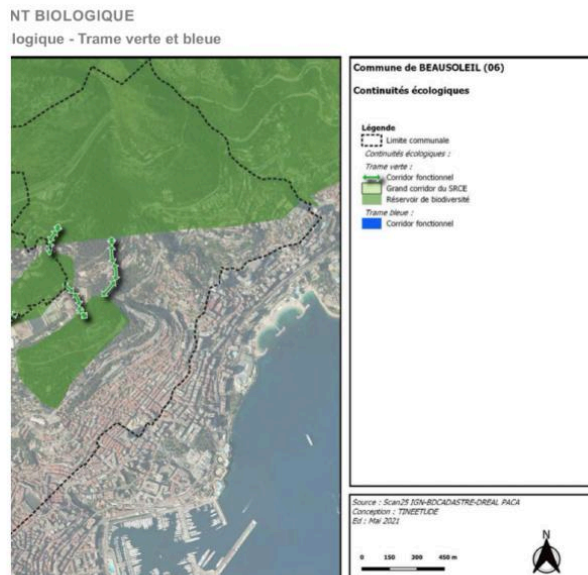 NT BIOLOGIQUE
logique - Trame verte et bleue
Commune de BEAUSOLEIL (06)
Continuités écologiques
Légende
Limite communale
Continuités écologiques :
Trame verte :
Corridor fonctionnel
Grand corridor du SRCE
Réservoir de biodiversité
Trame bleue :
Corridor fonctionnel
Source : Scan25 IGN-BDCADASTRE-DREAL PACA
Conception : TINEETUDE
Ed : Mai 2021
N
0 150 300 450 m